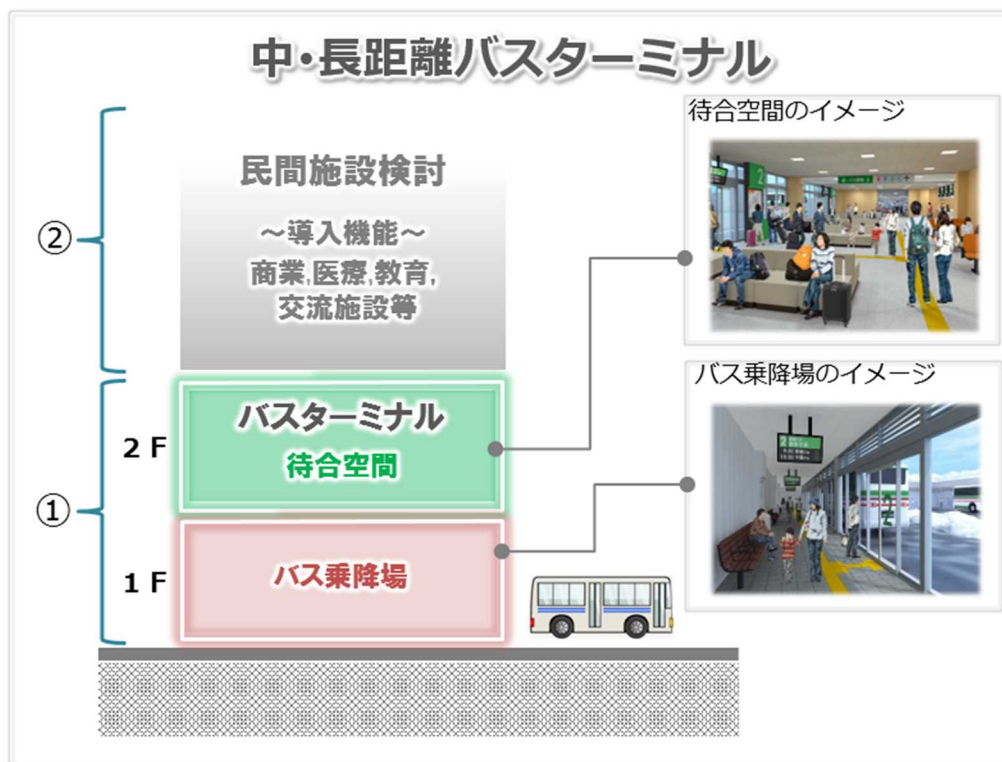 中・長距離バスターミナル
②
民間施設検討
～導入機能～
商業,医療,教育,
交流施設等
①
2F
バスターミナル
待合空間
1F
バス乗降場
待合空間のイメージ
2
バス乗降場のイメージ
2